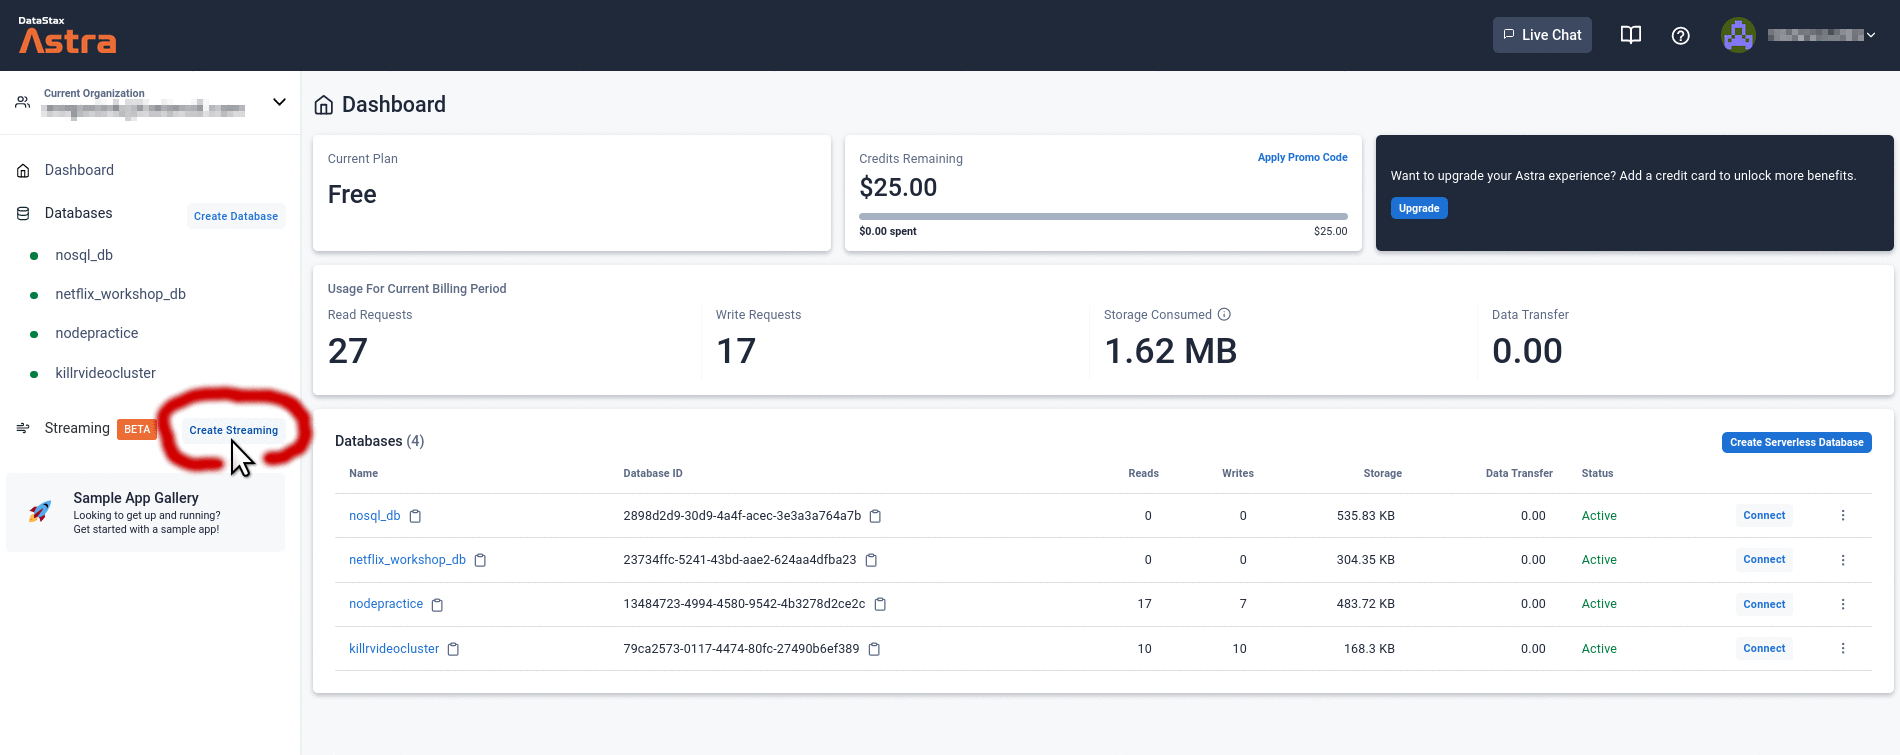 DataStax
Astra
Live Chat
Current Organization
Dashboard
Databases
Create Database
nosql_db
netflix_workshop_db
nodepractice
killrvideocluster
Streaming
BETA
Create Streaming
Sample App Gallery
Looking to get up and running?
Get started with a sample app!
Dashboard
Current Plan
Free
Credits Remaining
Apply Promo Code
$25.00
$0.00 spent
$25.00
Want to upgrade your Astra experience? Add a credit card to unlock more benefits.
Upgrade
Usage For Current Billing Period
Read Requests Write Requests Storage Consumed Data Transfer
27 17 1.62 MB 0.00
Databases (4)
Create Serverless Database
Name Database ID Reads Writes Storage Data Transfer Status
nosql_db 2898d2d9-30d9-4a4f-acec-3e3a3a764a7b 0 0 535.83 KB 0.00 Active Connect
netflix_workshop_db 23734ffc-5241-43bd-aae2-624aa4dfba23 0 0 304.35 KB 0.00 Active Connect
nodepractice 13484723-4994-4580-9542-4b3278d2ce2c 17 7 483.72 KB 0.00 Active Connect
killrvideocluster 79ca2573-0117-4474-80fc-27490b6ef389 10 10 168.3 KB 0.00 Active Connect